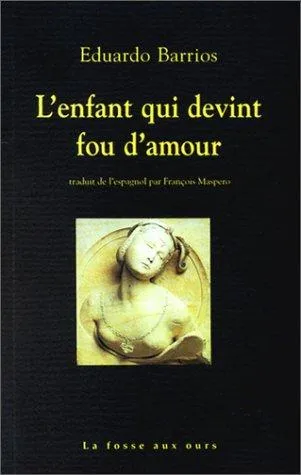 Eduardo Barrios
L'enfant qui devint
fou d'amour
traduit de l'espagnol par François Maspero
La fosse aux ours